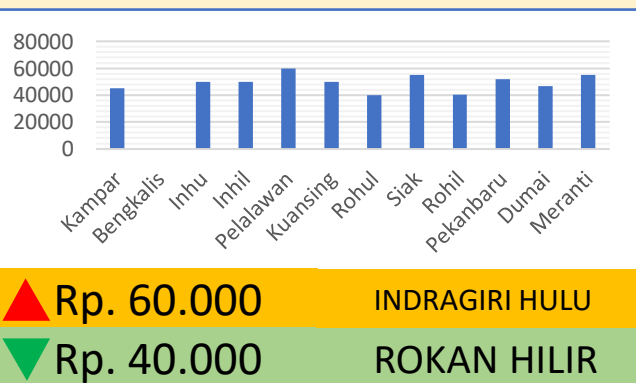 80000
60000
40000
20000
0
Kampar
Bengkalis
Inhu
Inhil
Pelalawan
Kuansing
Rohul
Siak
Rohil
Pekanbaru
Dumai
Meranti
Rp. 60.000 INDRAGIRI HULU
Rp. 40.000 ROKAN HILIR